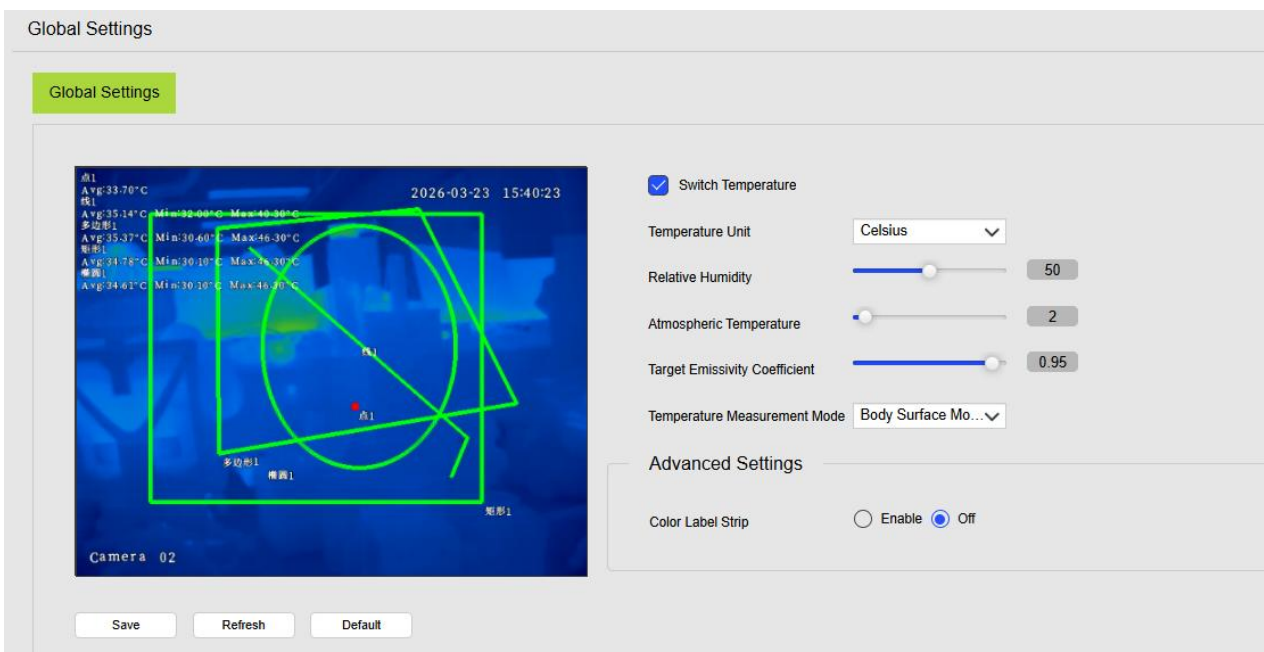 Global Settings
Global Settings
点1
Avg:33.70°C
线1
Avg:35.14°C Min:32.00°C Max:40.30°C
多边形1
Avg:35.37°C Min:30.60°C Max:46.30°C
矩形1
Avg:34.78°C Min:30.10°C Max:46.30°C
椭圆1
Avg:34.61°C Min:30.10°C Max:46.30°C
2026-03-23 15:40:23
线1
点1
多边形1
椭圆1
矩形1
Camera 02
Switch Temperature
Temperature Unit Celsius
Relative Humidity 50
Atmospheric Temperature 2
Target Emissivity Coefficient 0.95
Temperature Measurement Mode Body Surface Mo...
Advanced Settings
Color Label Strip Enable Off
Save Refresh Default